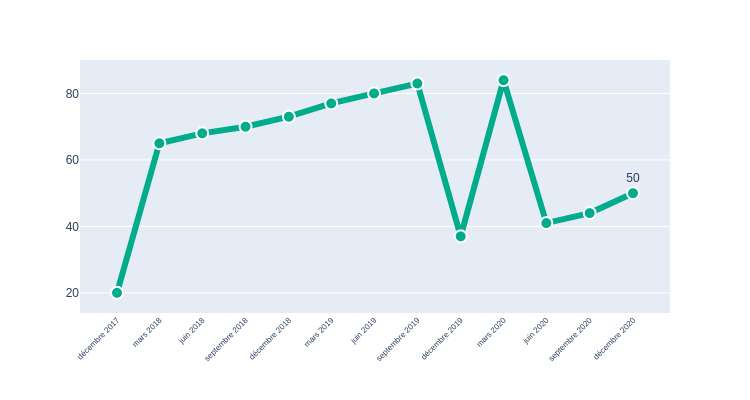 80
60
40
20
50
décembre 2017
mars 2018
juin 2018
septembre 2018
décembre 2018
mars 2019
juin 2019
septembre 2019
décembre 2019
mars 2020
juin 2020
septembre 2020
décembre 2020